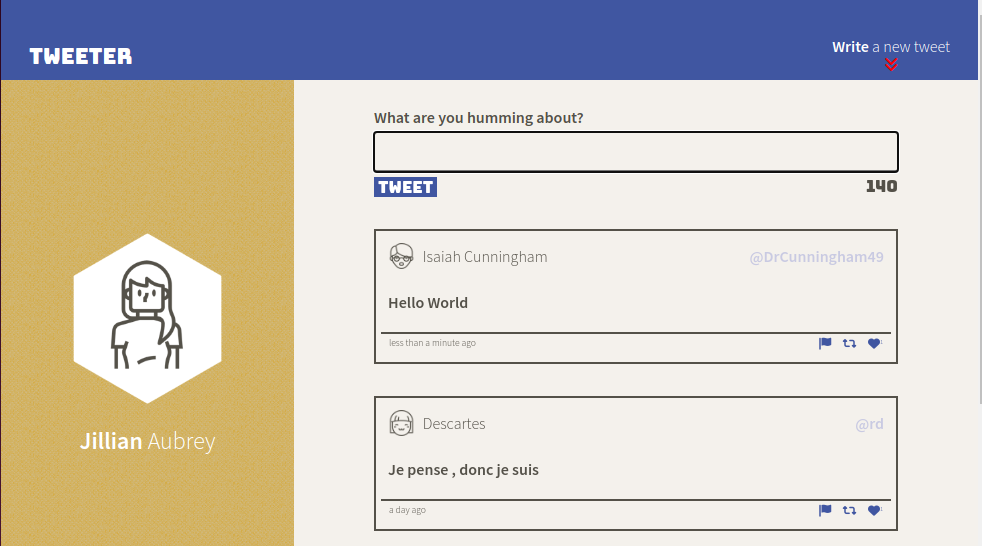 TWEETER
Write a new tweet
What are you humming about?
TWEET
140
Isaiah Cunningham
@DrCunningham49
Hello World
less than a minute ago
Jillian Aubrey
Descartes
@rd
Je pense , donc je suis
a day ago